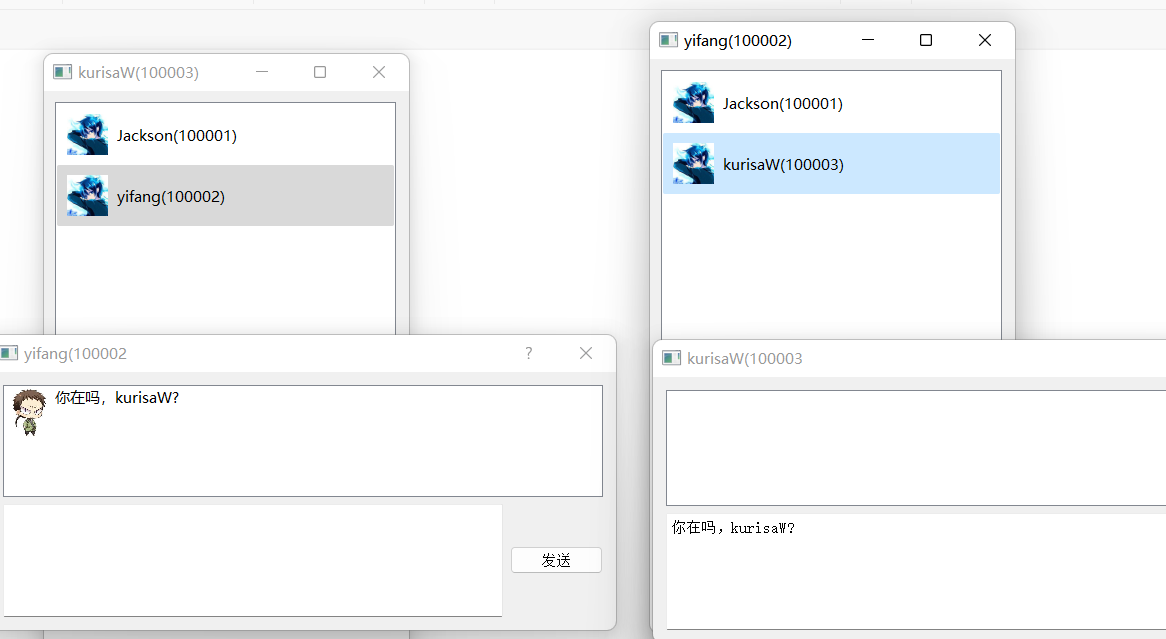 kurisaW(100003)
Jackson(100001)
yifang(100002)
yifang(100002
?
你在吗，kurisaW?
发送
yifang(100002)
Jackson(100001)
kurisaW(100003)
kurisaW(100003
你在吗，kurisaW?